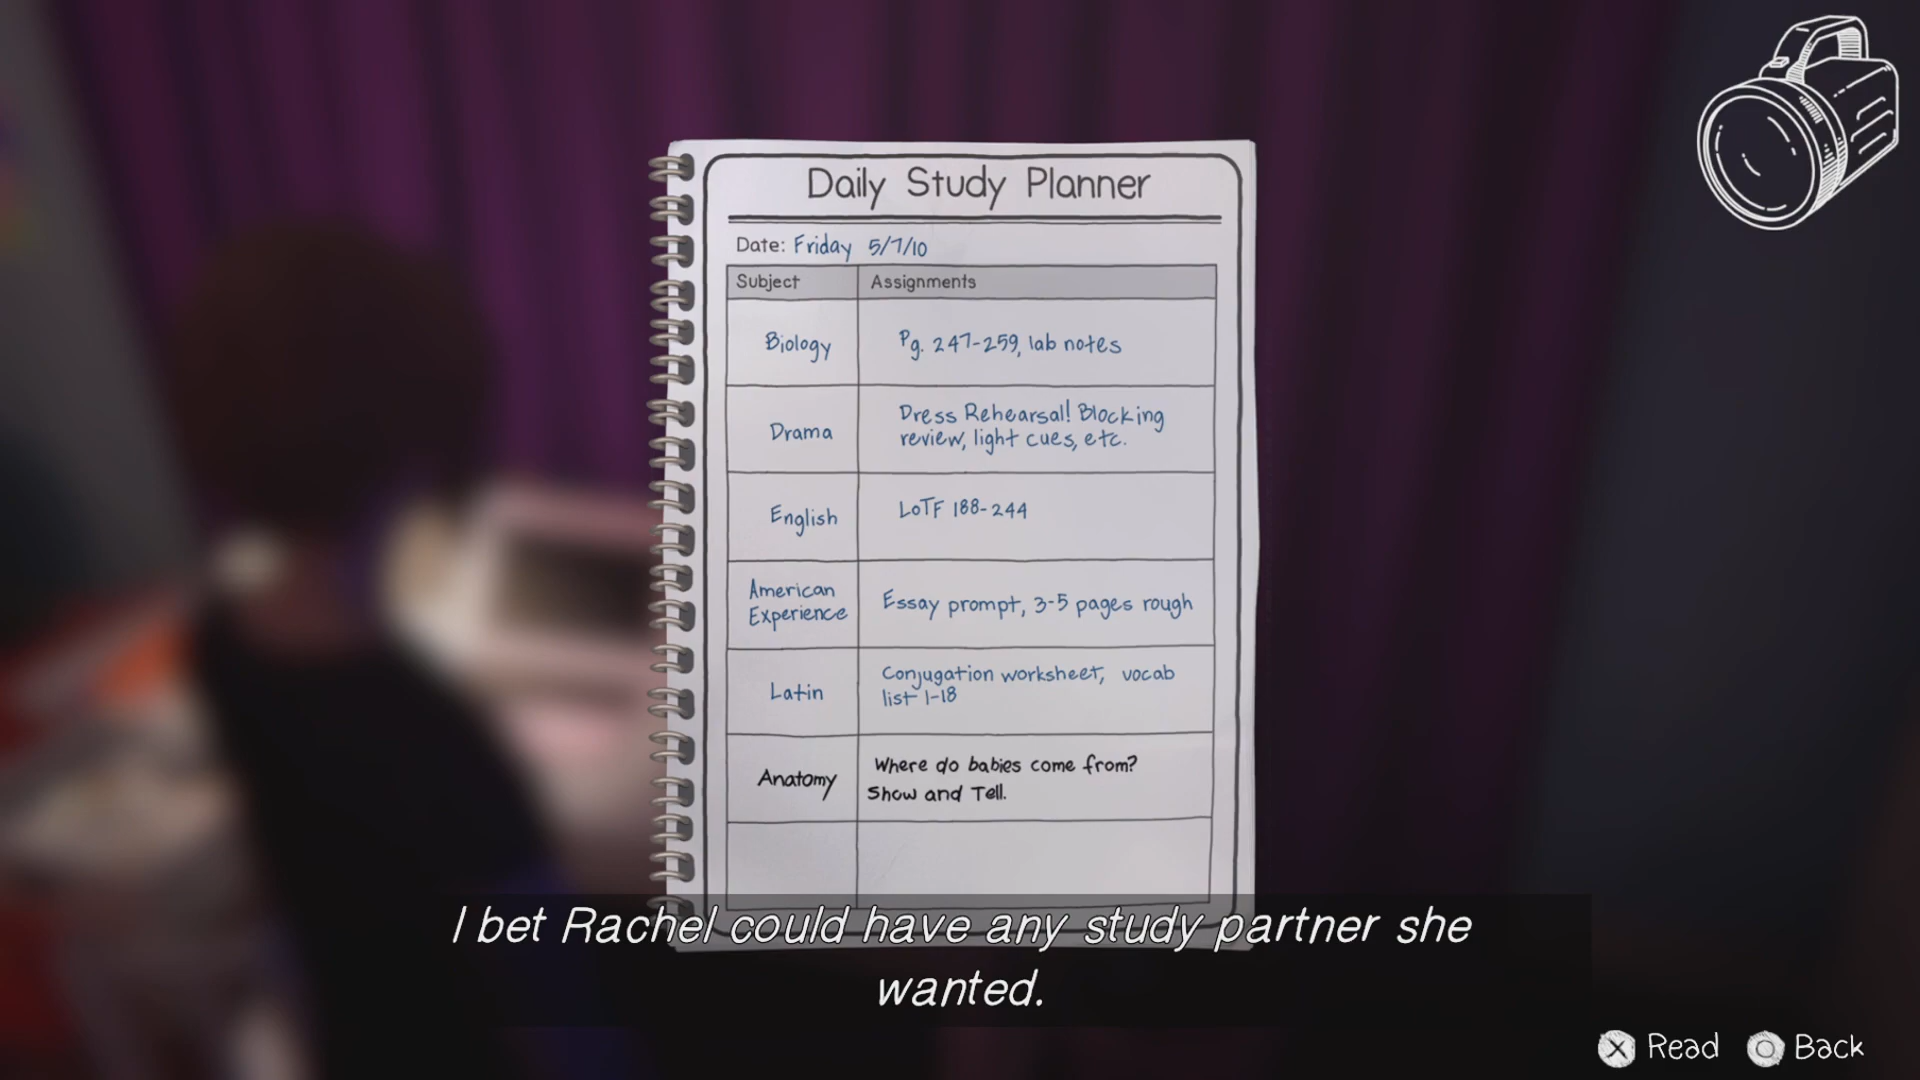 Daily Study Planner
Date: Friday 5/7/10
Subject Assignments
Biology Pg. 247-259, lab notes
Drama Dress Rehearsal! Blocking
review, light cues, etc.
English LoTF 188-244
American
Experience Essay prompt, 3-5 pages rough
Latin Conjugation worksheet, vocab
list 1-18
Anatomy Where do babies come from?
Show and Tell.
I bet Rachel could have any study partner she
wanted.
Read Back